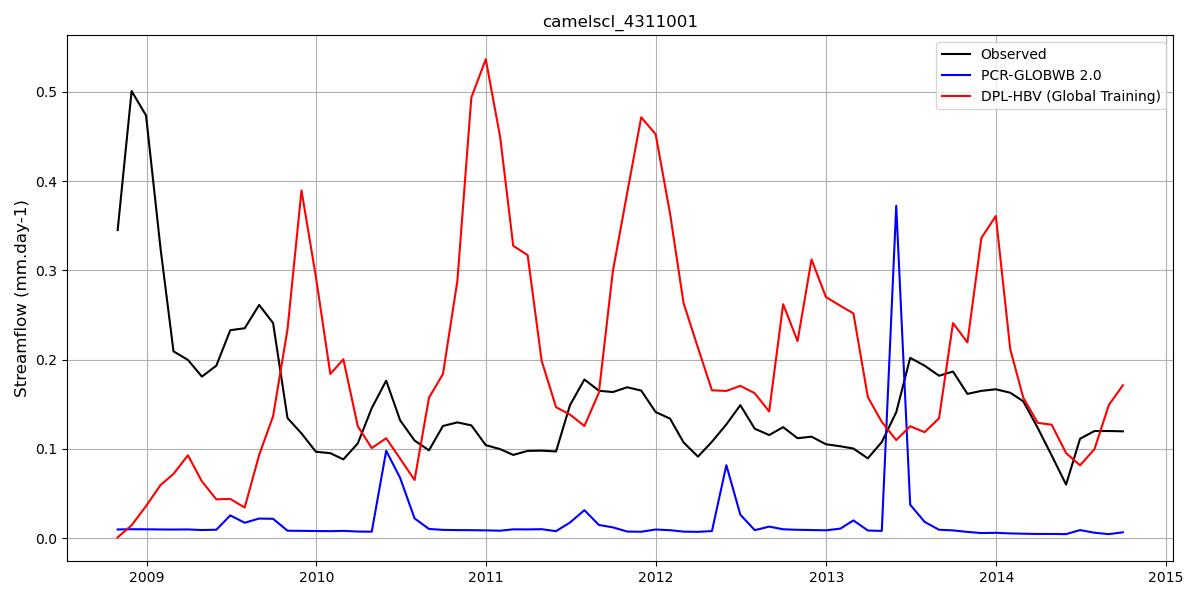 camelscl_4311001
Streamflow (mm.day-1)
0.5
0.4
0.3
0.2
0.1
0.0
Observed
PCR-GLOBWB 2.0
DPL-HBV (Global Training)
2009
2010
2011
2012
2013
2014
2015